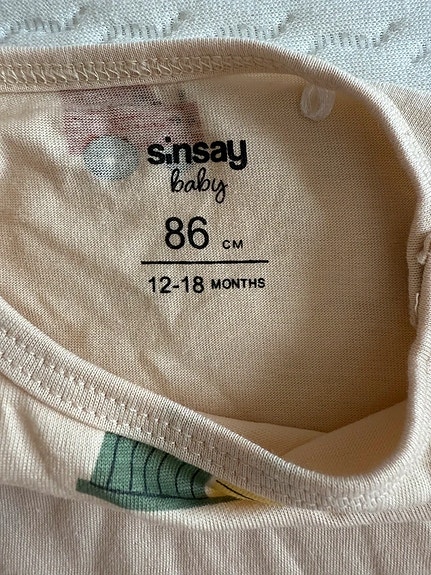 sinsay
baby
86 CM
12-18 MONTHS